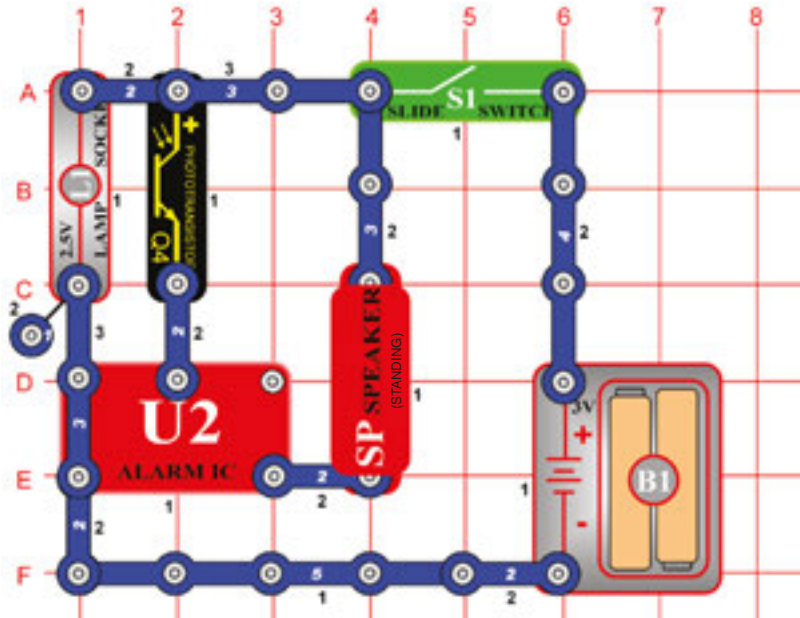 1 2 3 4 5 6 7 8
A
2
2
3
3
S1
SLIDE SWITCH
1
SOCKET
LAMP
2.5V
L1
1
+
PHOTOTRANSISTOR
Q4
1
B
3
2
4
2
C
2
1
3
2
2
SPEAKER
(STANDING)
SP
1
D
U2
ALARM IC
1
3
3V
+
-
B1
1
E
2
2
2
2
F
5
1
2
2